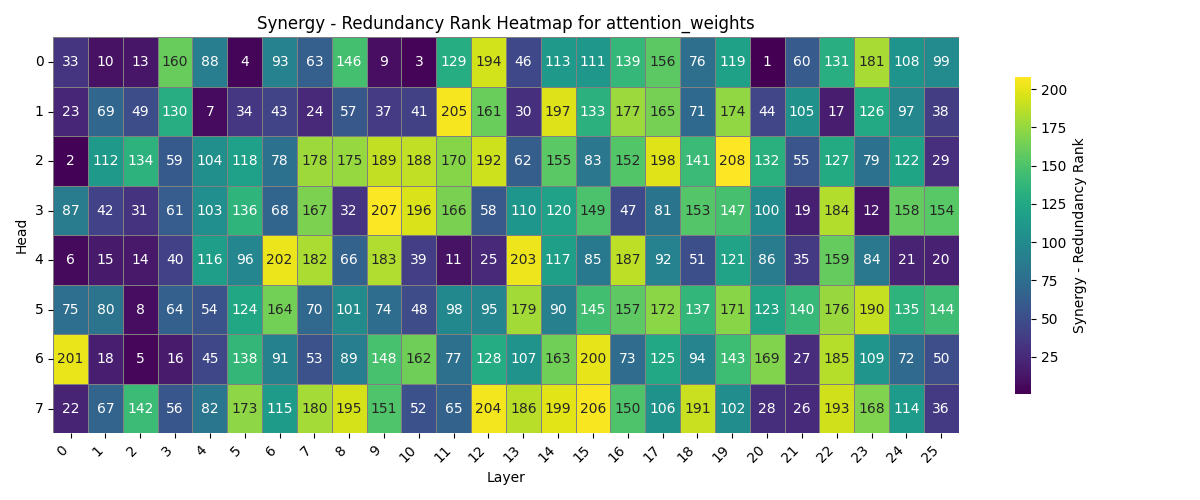 Synergy - Redundancy Rank Heatmap for attention_weights
Head
0 33 10 13 160 88 4 93 63 146 9 3 129 194 46 113 111 139 156 76 119 1 60 131 181 108 99
1 23 69 49 130 7 34 43 24 57 37 41 205 161 30 197 133 177 165 71 174 44 105 17 126 97 38
2 2 112 134 59 104 118 78 178 175 189 188 170 192 62 155 83 152 198 141 208 132 55 127 79 122 29
3 87 42 31 61 103 136 68 167 32 207 196 166 58 110 120 149 47 81 153 147 100 19 184 12 158 154
4 6 15 14 40 116 96 202 182 66 183 39 11 25 203 117 85 187 92 51 121 86 35 159 84 21 20
5 75 80 8 64 54 124 164 70 101 74 48 98 95 179 90 145 157 172 137 171 123 140 176 190 135 144
6 201 18 5 16 45 138 91 53 89 148 162 77 128 107 163 200 73 125 94 143 169 27 185 109 72 50
7 22 67 142 56 82 173 115 180 195 151 52 65 204 186 199 206 150 106 191 102 28 26 193 168 114 36
0 1 2 3 4 5 6 7 8 9 10 11 12 13 14 15 16 17 18 19 20 21 22 23 24 25
Layer
200
175
150
125
100
75
50
25
Synergy - Redundancy Rank